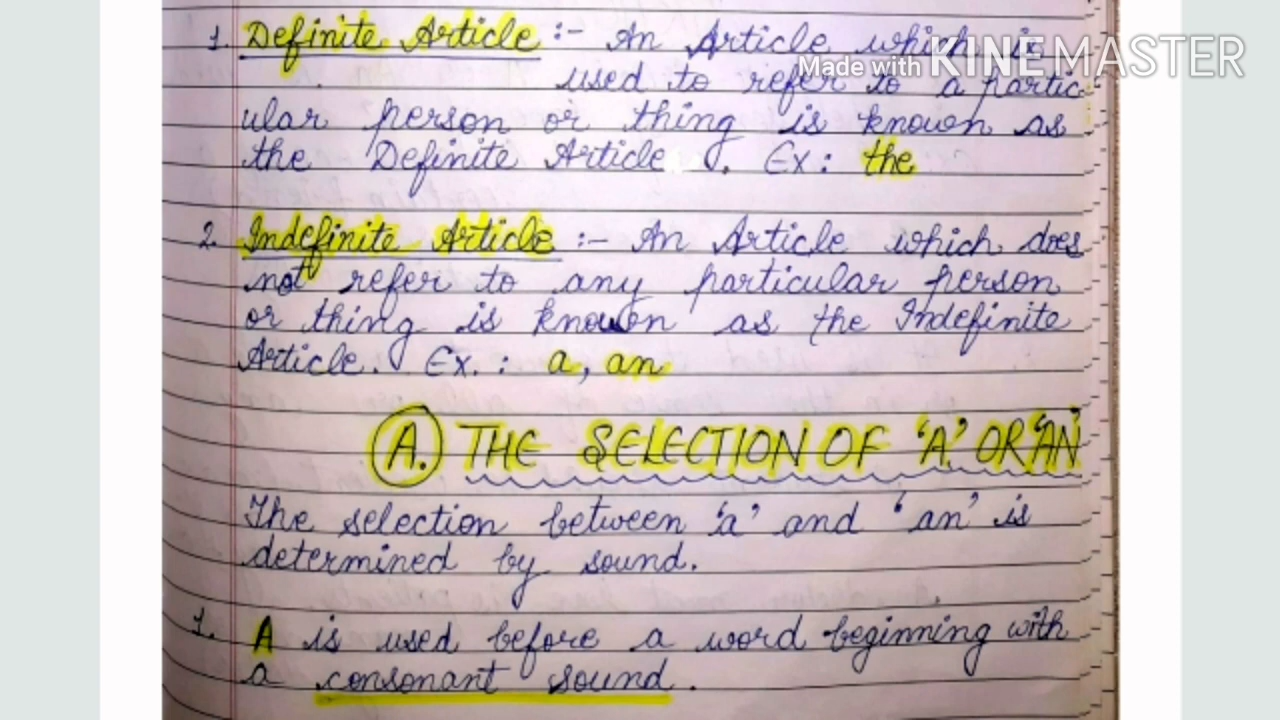 1. Definite Article :- An Article which is
used to refer to a partic-
ular person or thing is known as
the Definite Article. Ex: the
2. Indefinite Article :- An Article which does
not refer to any particular person
or thing is known as the Indefinite
Article. Ex. : a, an
A. THE SELECTION OF 'A' OR 'AN'
The selection between 'a' and 'an' is
determined by sound.
1. A is used before a word beginning with
a consonant sound.
Made with KINEMASTER